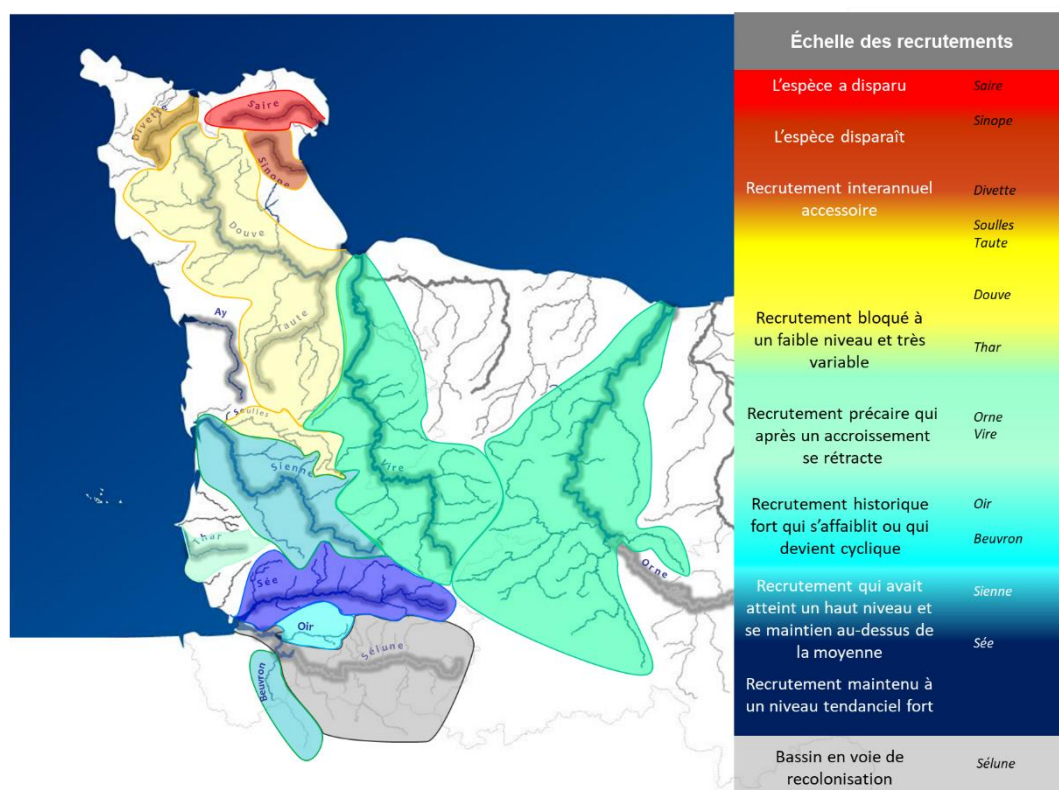 Échelle des recrutements
L'espèce a disparu
Saire
Sinope
L'espèce disparaît
Recrutement interannuel
accessoire
Divette
Soulles
Taute
Douve
Recrutement bloqué à
un faible niveau et très
variable
Thar
Recrutement précaire qui
après un accroissement
se rétracte
Orne
Vire
Recrutement historique
fort qui s'affaiblit ou qui
devient cyclique
Oir
Beuvron
Recrutement qui avait
atteint un haut niveau et
se maintien au-dessus de
la moyenne
Sienne
Sée
Recrutement maintenu à
un niveau tendanciel fort
Bassin en voie de
recolonisation
Sélune
Divette
Saire
Sinope
Douve
Ay
Taute
Soulles
Sienne
Vire
Thar
Orne
Sée
Oir
Sélune
Beuvron